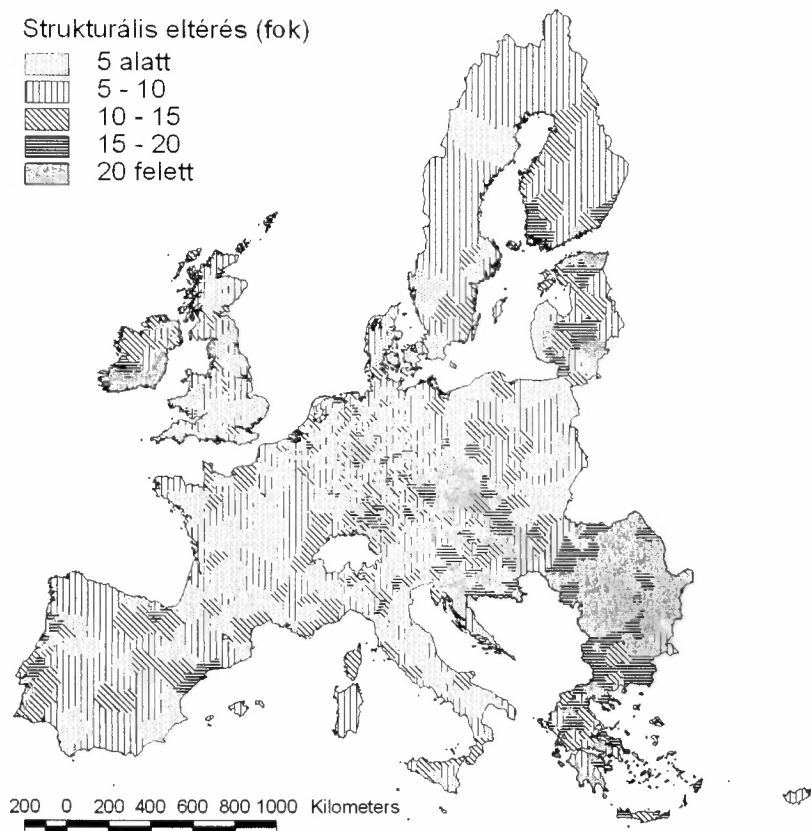 Strukturális eltérés (fok)
5 alatt
5 - 10
10 - 15
15 - 20
20 felett
200 0 200 400 600 800 1000 Kilometers